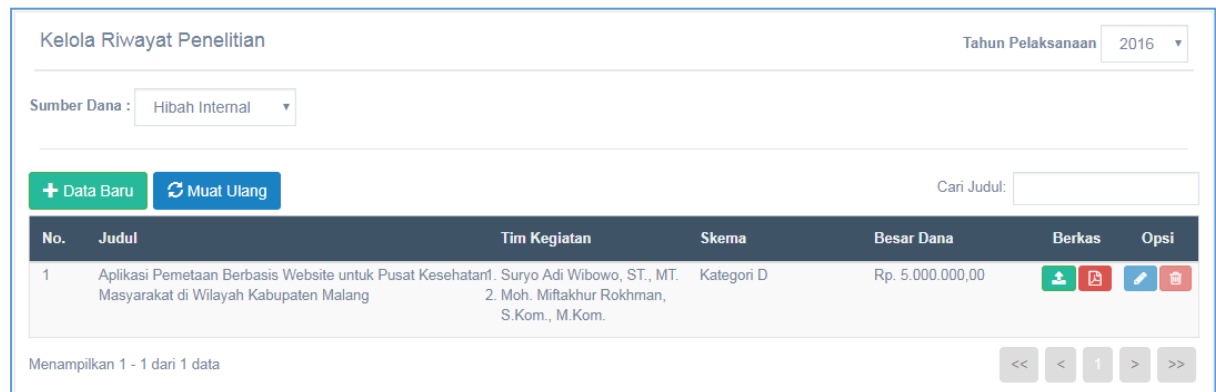 Kelola Riwayat Penelitian
Tahun Pelaksanaan 2016
Sumber Dana : Hibah Internal
Data Baru Muat Ulang Cari Judul:
No. Judul Tim Kegiatan Skema Besar Dana Berkas Opsi
1 Aplikasi Pemetaan Berbasis Website untuk Pusat Kesehatan 1. Suryo Adi Wibowo, ST., MT. Kategori D Rp. 5.000.000,00
Masyarakat di Wilayah Kabupaten Malang 2. Moh. Miftakhur Rokhman,
S.Kom., M.Kom.
Menampilkan 1 - 1 dari 1 data << < 1 > >>